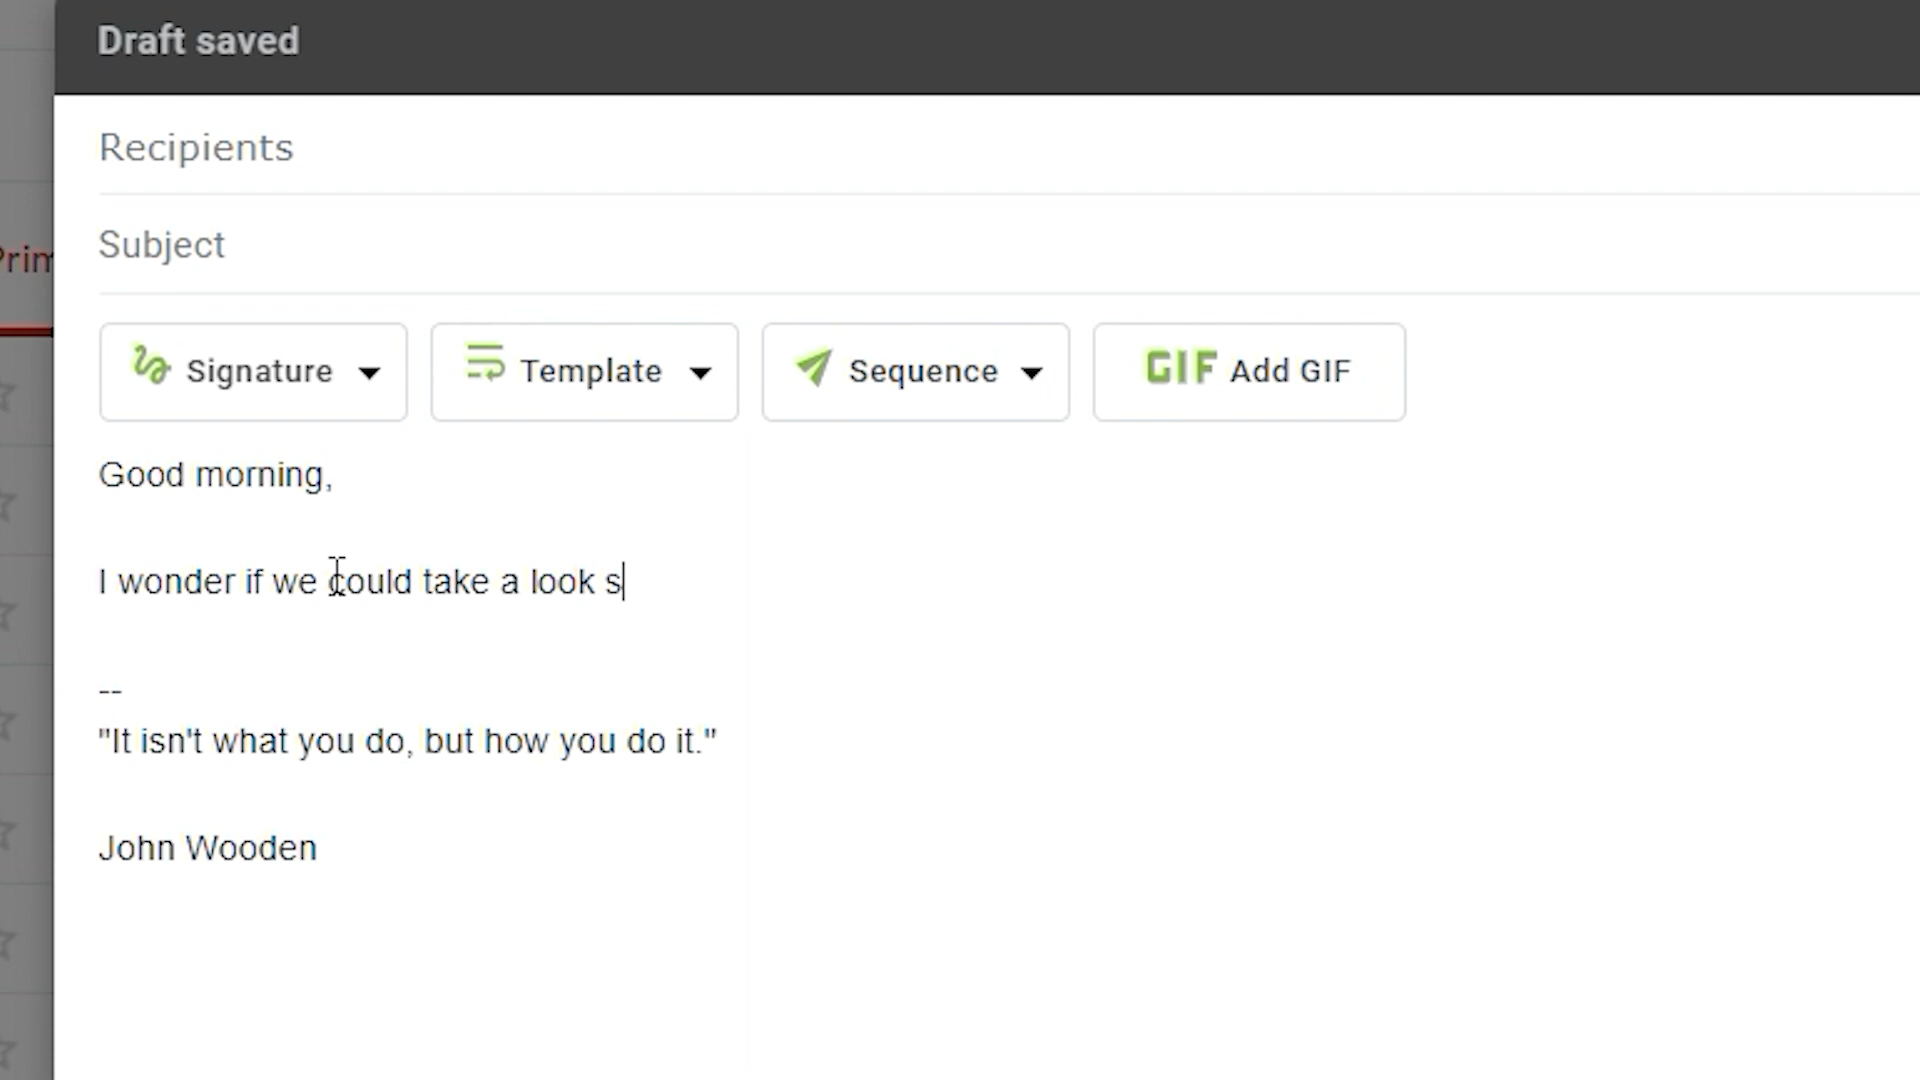 Draft saved
Recipients
Subject
Signature Template Sequence GIF Add GIF
Good morning,
I wonder if we could take a look s
--
"It isn't what you do, but how you do it."
John Wooden